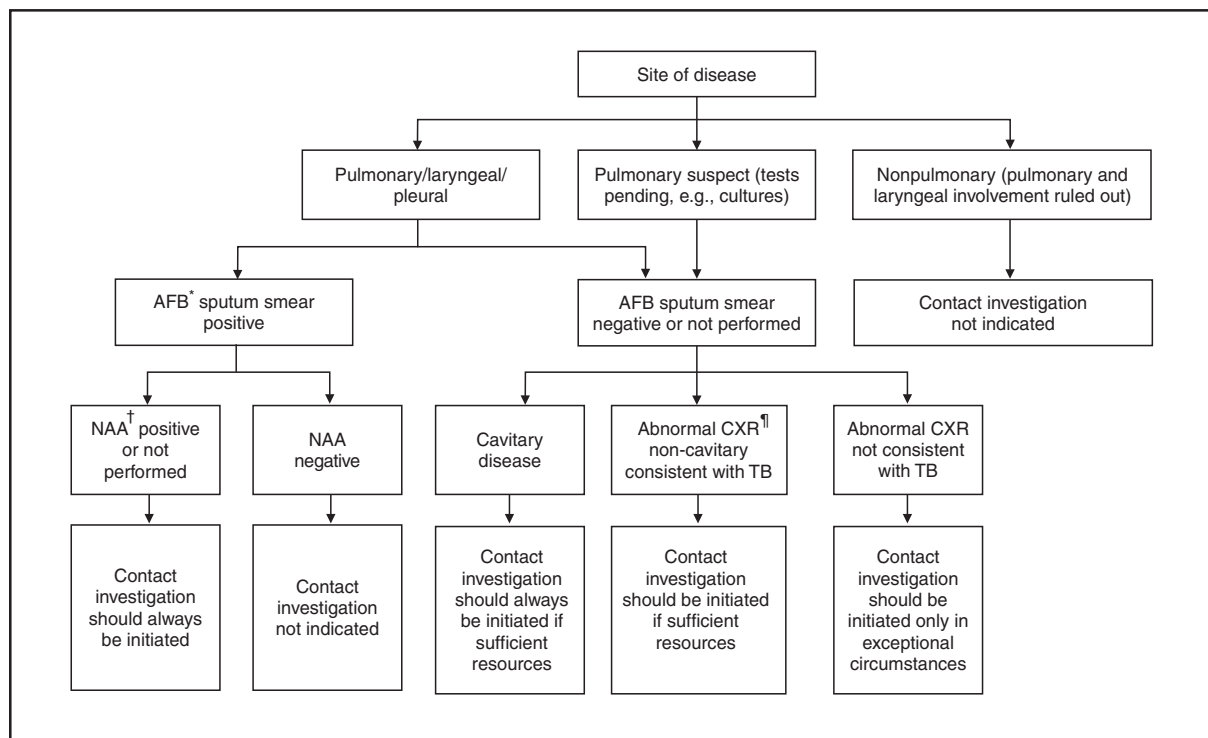 Site of disease
Pulmonary/laryngeal/
pleural
Pulmonary suspect (tests
pending, e.g., cultures)
Nonpulmonary (pulmonary and
laryngeal involvement ruled out)
AFB* sputum smear
positive
AFB sputum smear
negative or not performed
Contact investigation
not indicated
NAA† positive
or not
performed
NAA
negative
Cavitary
disease
Abnormal CXR¶
non-cavitary
consistent with TB
Abnormal CXR
not consistent
with TB
Contact
investigation
should always
be initiated
Contact
investigation
not indicated
Contact
investigation
should always
be initiated if
sufficient
resources
Contact
investigation
should be initiated
if sufficient
resources
Contact
investigation
should be
initiated only in
exceptional
circumstances